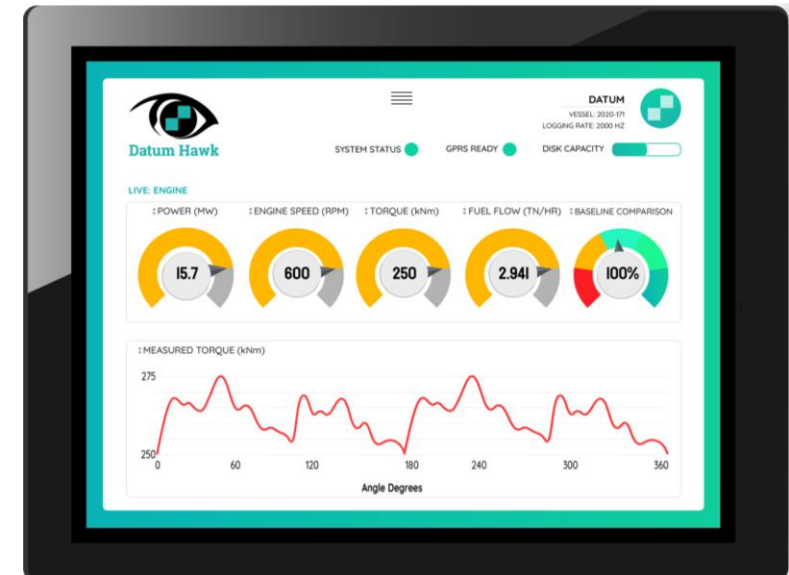 DATUM
VESSEL: 2020-171
LOGGING RATE: 2000 HZ
Datum Hawk
SYSTEM STATUS
GPRS READY
DISK CAPACITY
LIVE: ENGINE
: POWER (MW)
: ENGINE SPEED (RPM)
: TORQUE (kNm)
: FUEL FLOW (TN/HR)
: BASELINE COMPARISON
15.7
600
250
2.941
100%
: MEASURED TORQUE (kNm)
275
250
0 60 120 180 240 300 360
Angle Degrees